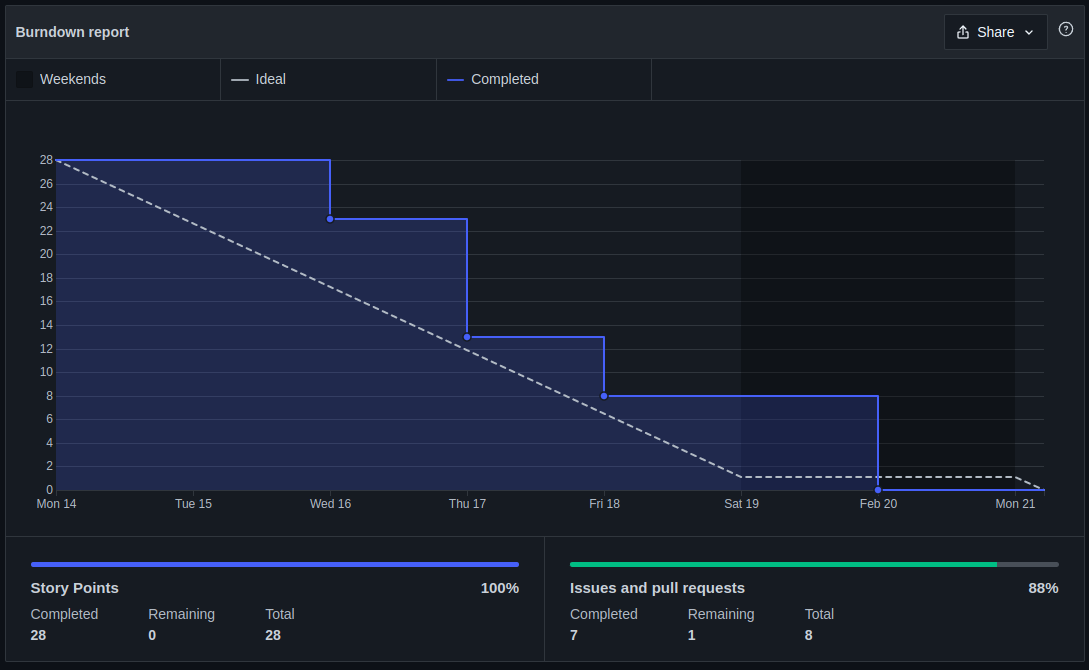 Burndown report
Share
Weekends
Ideal
Completed
28
26
24
22
20
18
16
14
12
10
8
6
4
2
0
Mon 14 Tue 15 Wed 16 Thu 17 Fri 18 Sat 19 Feb 20 Mon 21
Story Points 100%
Completed Remaining Total
28 0 28
Issues and pull requests 88%
Completed Remaining Total
7 1 8